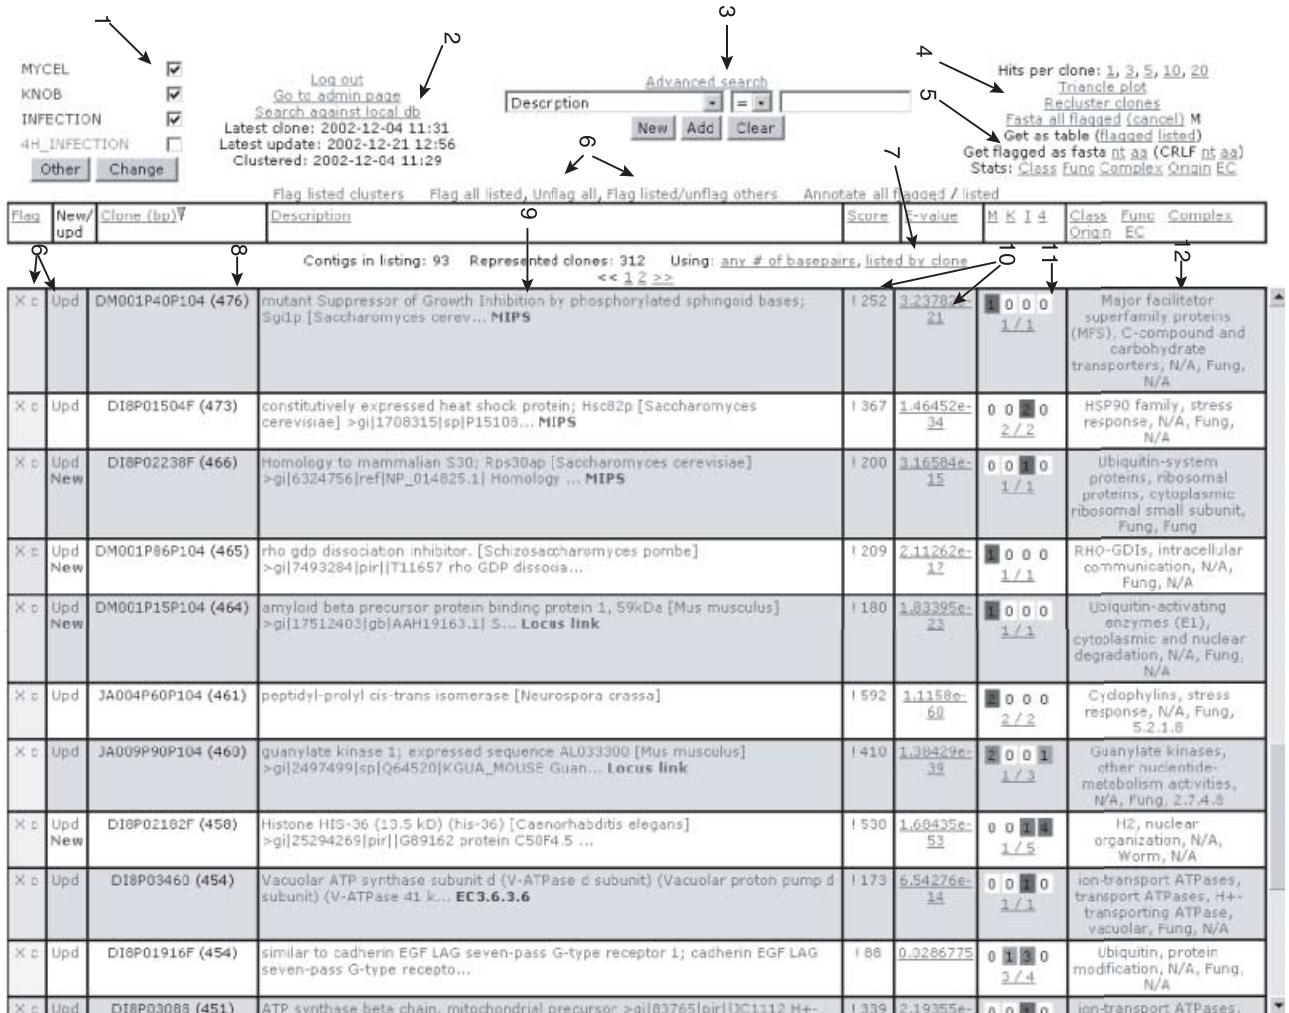 1
2
3
4
5
6
7
MYCEL
KNOB
INFECTION
4H_INFECTION
Other Change
Log out
Go to admin page
Search against local db
Latest clone: 2002-12-04 11:31
Latest update: 2002-12-21 12:56
Clustered: 2002-12-04 11:29
Advanced search
Description =
New Add Clear
Hits per clone: 1, 3, 5, 10, 20
Triangle plot
Recluster clones
Fasta all flagged (cancel) M
Get as table (flagged listed)
Get flagged as fasta nt aa (CRLF nt aa)
Stats: Class Func Complex Origin EC
Flag listed clusters Flag all listed, Unflag all, Flag listed/unflag others Annotate all flagged / listed
Flag New/ Clone (bp) Description Score E-value M K I 4 Class Func Complex
upd Origin EC
6 8 9 10 11 12
Contigs in listing: 93 Represented clones: 312 Using: any # of basepairs, listed by clone
<< 1 2 >>
X c Upd DM001P40P104 (476) mutant Suppressor of Growth Inhibition by phosphorylated sphingoid bases; ! 252 1 0 0 0 Major facilitator
Sgi1p [Saccharomyces cerev... MIPS 21 1 / 1 superfamily proteins
(MFS), C-compound and
carbohydrate
transporters, N/A, Fung,
N/A
X c Upd DI8P01504F (473) constitutively expressed heat shock protein; Hsc82p [Saccharomyces ! 367 1.46452e- 0 0 2 0 HSP90 family, stress
cerevisiae] >gi|1708315|sp|P15108... MIPS 34 2 / 2 response, N/A, Fung,
N/A
X c Upd DI8P02238F (466) Homology to mammalian S30; Rps30ap [Saccharomyces cerevisiae] ! 200 3.16584e- 0 0 1 0 Ubiquitin-system
New >gi|6324756|ref|NP_014825.1| Homology ... MIPS 15 1 / 1 proteins, ribosomal
proteins, cytoplasmic
ribosomal small subunit,
Fung, Fung
X c Upd DM001P86P104 (465) rho gdp dissociation inhibitor. [Schizosaccharomyces pombe] ! 209 2.11262e- 1 0 0 0 RHO-GDIs, intracellular
New >gi|7493284|pir||T11657 rho GDP dissocia... 17 1 / 1 communication, N/A,
Fung, N/A
X c Upd DM001P15P104 (464) amyloid beta precursor protein binding protein 1, 59kDa [Mus musculus] ! 180 1.83395e- 1 0 0 0 Ubiquitin-activating
New >gi|17512403|gb|AAH19163.1| S... Locus link 23 1 / 1 enzymes (E1),
cytoplasmic and nuclear
degradation, N/A, Fung,
N/A
X c Upd JA004P60P104 (461) peptidyl-prolyl cis-trans isomerase [Neurospora crassa] ! 592 1.1158e- 2 0 0 0 Cyclophylins, stress
60 2 / 2 response, N/A, Fung,
5.2.1.8
X c Upd JA009P90P104 (460) guanylate kinase 1; expressed sequence AL033300 [Mus musculus] ! 410 1.38429e- 2 0 0 1 Guanylate kinases,
>gi|2497499|sp|Q64520|KGUA_MOUSE Guan... Locus link 39 1 / 3 other nucleotide-
metabolism activities,
N/A, Fung, 2.7.4.8
X c Upd DI8P02182F (458) Histone HIS-36 (13.5 kD) (his-36) [Caenorhabditis elegans] ! 530 1.68435e- 0 0 1 4 H2, nuclear
New >gi|25294269|pir||G89162 protein C50F4.5 ... 53 1 / 5 organization, N/A,
Worm, N/A
X c Upd DI8P03460 (454) Vacuolar ATP synthase subunit d (V-ATPase d subunit) (Vacuolar proton pump d ! 173 6.54276e- 0 0 1 0 ion-transport ATPases,
subunit) (V-ATPase 41 k... EC3.6.3.6 14 1 / 1 transport ATPases, H+-
transporting ATPase,
vacuolar, Fung, N/A
X c Upd DI8P01916F (454) similar to cadherin EGF LAG seven-pass G-type receptor 1; cadherin EGF LAG ! 88 0.0286775 0 1 3 0 Ubiquitin, protein
seven-pass G-type recepto... 3 / 4 modification, N/A, Fung,
N/A
X c Upd DI8P03088 (451) ATP synthase beta chain, mitochondrial precursor >gi|83765|pir||JC1112 H+- ! 339 2.19355e- 0 0 1 0 ion-transport ATPases,